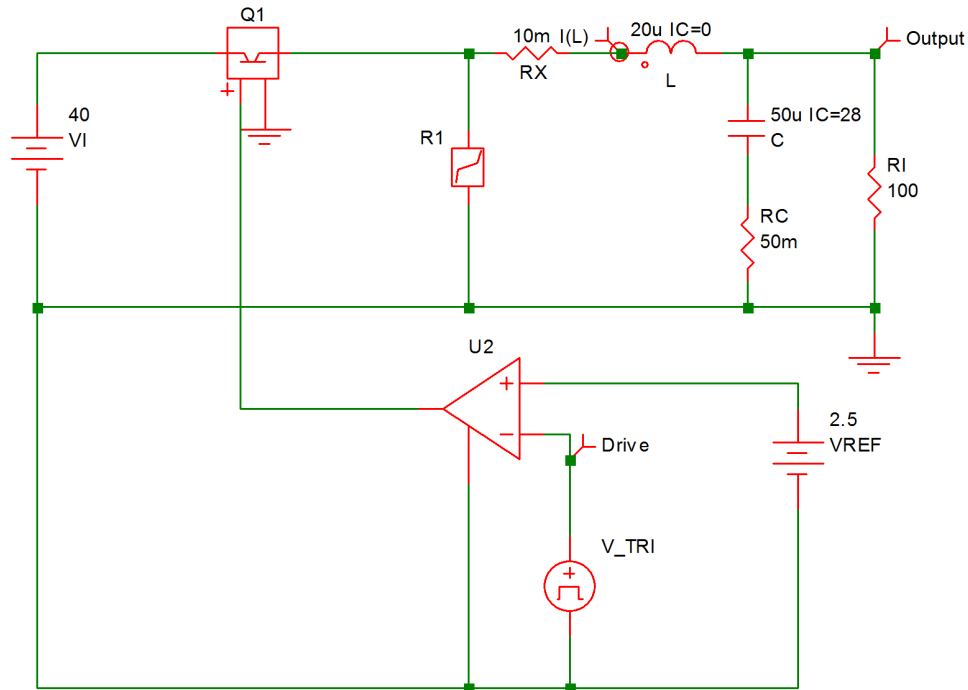 Q1
40
VI
R1
10m I(L)
RX
20u IC=0
L
Output
50u IC=28
C
RC
50m
RI
100
U2
2.5
VREF
Drive
V_TRI